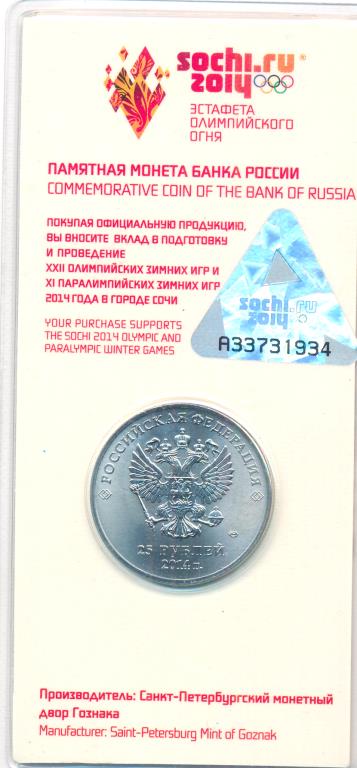 sochi.ru
2014
ЭСТАФЕТА
ОЛИМПИЙСКОГО
ОГНЯ
ПАМЯТНАЯ МОНЕТА БАНКА РОССИИ
COMMEMORATIVE COIN OF THE BANK OF RUSSIA
ПОКУПАЯ ОФИЦИАЛЬНУЮ ПРОДУКЦИЮ,
ВЫ ВНОСИТЕ ВКЛАД В ПОДГОТОВКУ
И ПРОВЕДЕНИЕ
XXII ОЛИМПИЙСКИХ ЗИМНИХ ИГР И
XI ПАРАЛИМПИЙСКИХ ЗИМНИХ ИГР
2014 ГОДА В ГОРОДЕ СОЧИ
YOUR PURCHASE SUPPORTS
THE SOCHI 2014 OLYMPIC AND
PARALYMPIC WINTER GAMES
sochi.ru
2014
A33731934
РОССИЙСКАЯ ФЕДЕРАЦИЯ
25 РУБЛЕЙ
2014 г.
Производитель: Санкт-Петербургский монетный
двор Гознака
Manufacturer: Saint-Petersburg Mint of Goznak